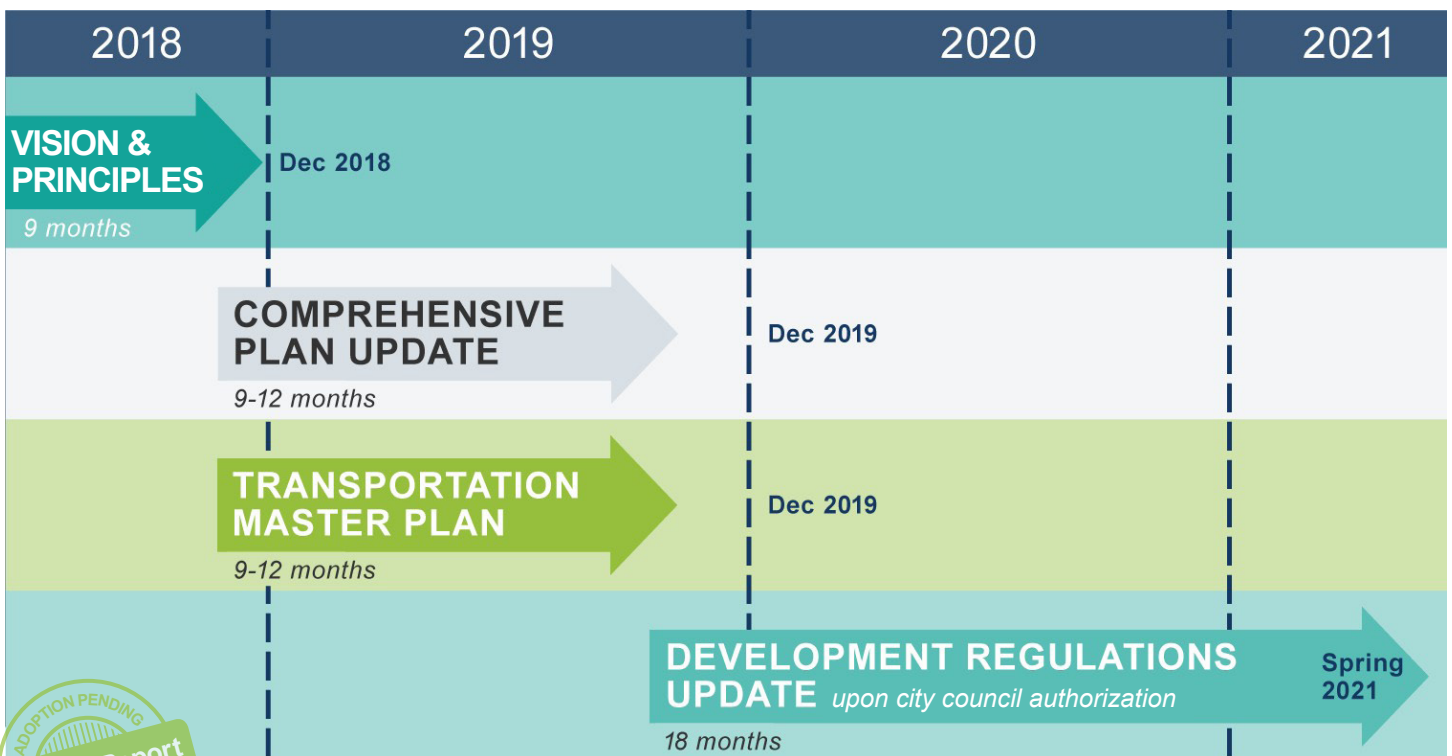 2018 2019 2020 2021
VISION &
PRINCIPLES
9 months
Dec 2018
COMPREHENSIVE
PLAN UPDATE
9-12 months
Dec 2019
TRANSPORTATION
MASTER PLAN
9-12 months
Dec 2019
DEVELOPMENT REGULATIONS
UPDATE upon city council authorization
18 months
Spring
2021
ADOPTION PENDING